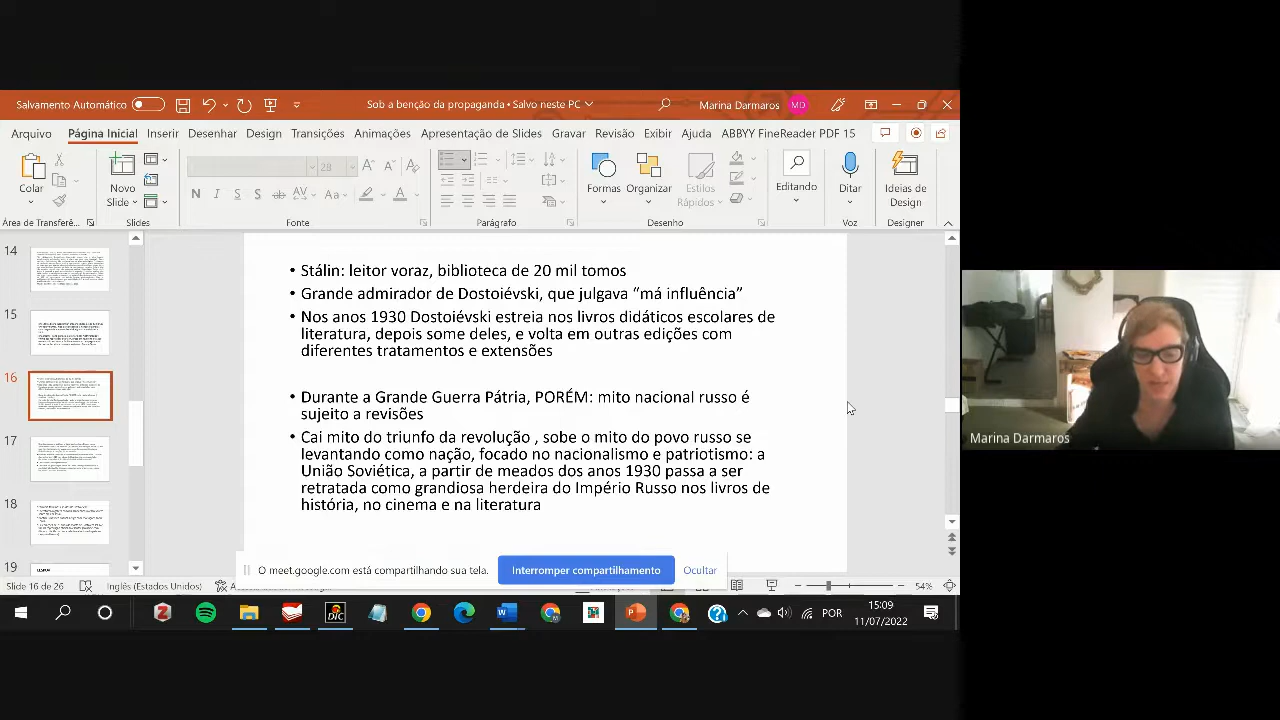 Salvamento Automático
Sob a benção da propaganda • Salvo neste PC
Marina Darmaros
MD
Arquivo Página Inicial Inserir Desenhar Design Transições Animações Apresentação de Slides Gravar Revisão Exibir Ajuda ABBYY FineReader PDF 15
28
N I S ab AV Aa A
Colar
Novo
Slide
Formas
Organizar
Estilos
Rápidos
Editando
Ditar
Ideias de
Design
Área de Transferê...
Slides
Fonte
Parágrafo
Desenho
Voz
Designer
14
15
16
17
18
19
• Stálin: leitor voraz, biblioteca de 20 mil tomos
• Grande admirador de Dostoiévski, que julgava “má influência”
• Nos anos 1930 Dostoiévski estreia nos livros didáticos escolares de
literatura, depois some deles, e volta em outras edições com
diferentes tratamentos e extensões
• Durante a Grande Guerra Pátria, PORÉM: mito nacional russo e
sujeito a revisões
• Cai mito do triunfo da revolução , sobe o mito do povo russo se
levantando como nação, focado no nacionalismo e patriotismo: a
União Soviética, a partir de meados dos anos 1930 passa a ser
retratada como grandiosa herdeira do Império Russo nos livros de
história, no cinema e na literatura
Marina Darmaros
O meet.google.com está compartilhando sua tela.
Interromper compartilhamento
Ocultar
Slide 16 de 26
Inglês (Estados Unidos)
54%
DIC
POR
15:09
11/07/2022